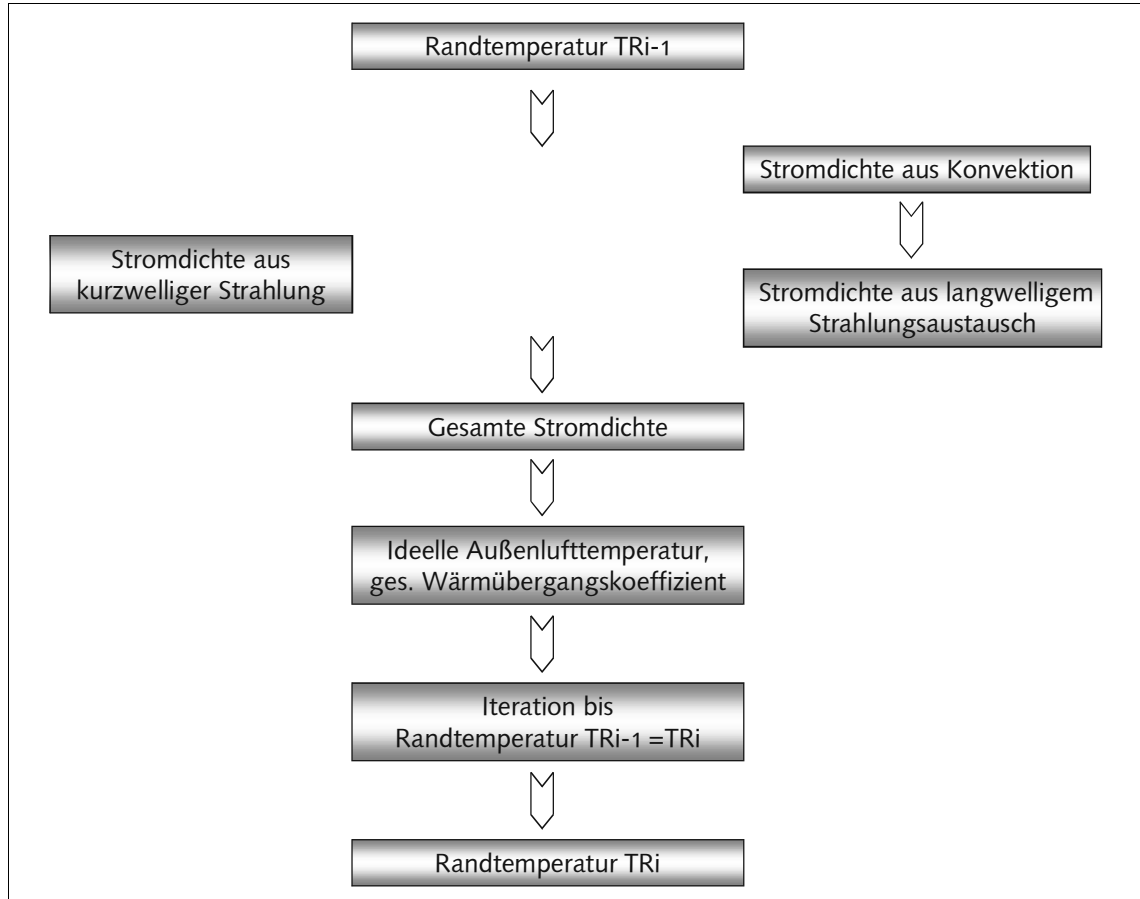 Randtemperatur TRi-1
Stromdichte aus Konvektion
Stromdichte aus
kurzwelliger Strahlung
Stromdichte aus langwelligem
Strahlungsaustausch
Gesamte Stromdichte
Ideelle Außenlufttemperatur,
ges. Wärmübergangskoeffizient
Iteration bis
Randtemperatur TRi-1 =TRi
Randtemperatur TRi